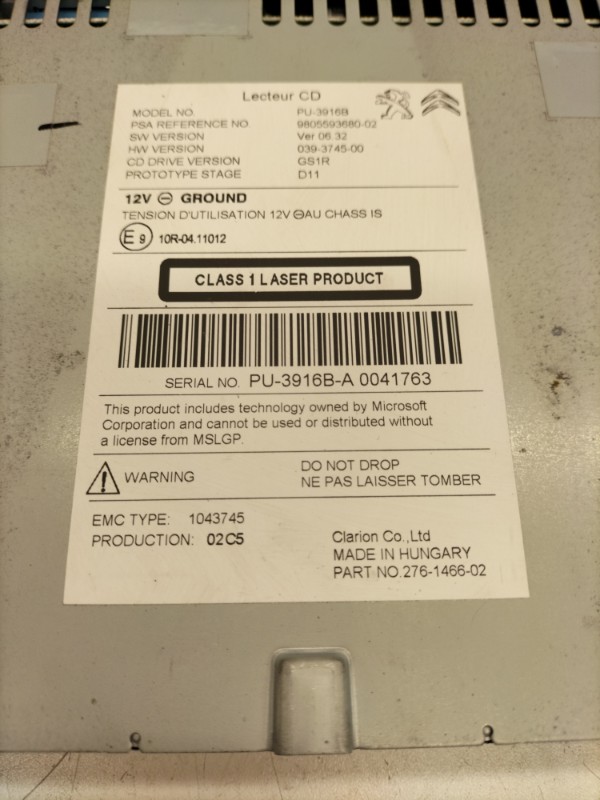 Lecteur CD
MODEL NO. PU-3916B
PSA REFERENCE NO. 9805593680-02
SW VERSION Ver 06.32
HW VERSION 039-3745-00
CD DRIVE VERSION GS1R
PROTOTYPE STAGE D11
12V ⊖ GROUND
TENSION D'UTILISATION 12V ⊖AU CHASS IS
E 9 10R-04.11012
CLASS 1 LASER PRODUCT
SERIAL NO. PU-3916B-A 0041763
This product includes technology owned by Microsoft
Corporation and cannot be used or distributed without
a license from MSLGP.
WARNING
DO NOT DROP
NE PAS LAISSER TOMBER
EMC TYPE: 1043745
PRODUCTION: 02C5
Clarion Co.,Ltd
MADE IN HUNGARY
PART NO.276-1466-02